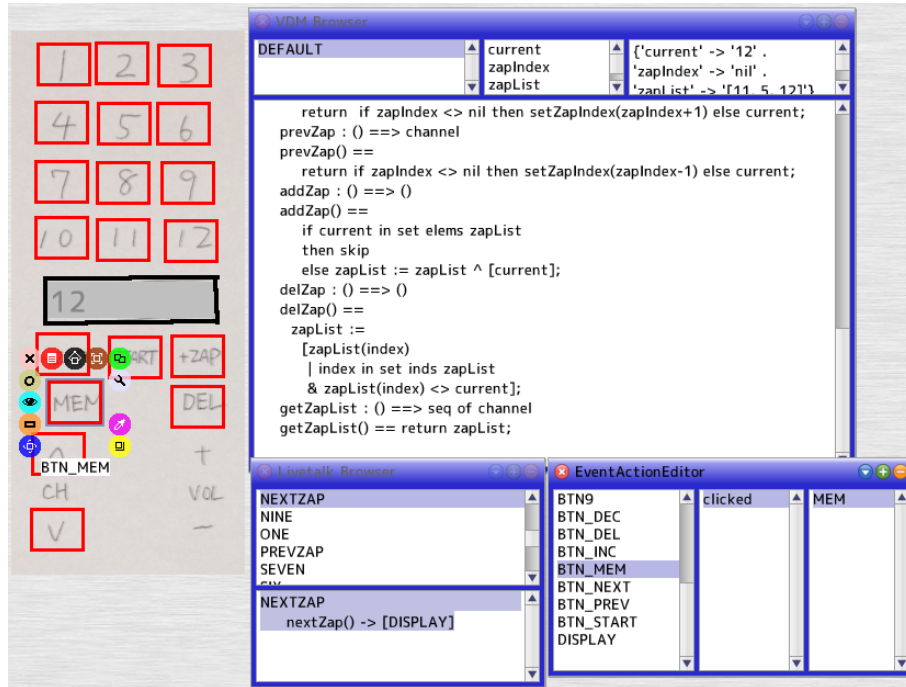 1 2 3
4 5 6
7 8 9
10 11 12
12
+ZAP
MEM
DEL
BTN_MEM
+
CH
VOL
V
−
VDM Browser
DEFAULT
current
zapIndex
zapList
{'current' -> '12' .
'zapIndex' -> 'nil' .
'zapList' -> '[11, 5, 12]'}
return if zapIndex <> nil then setZapIndex(zapIndex+1) else current;
prevZap : () ==> channel
prevZap() ==
return if zapIndex <> nil then setZapIndex(zapIndex-1) else current;
addZap : () ==> ()
addZap() ==
if current in set elems zapList
then skip
else zapList := zapList ^ [current];
delZap : () ==> ()
delZap() ==
zapList :=
[zapList(index)
| index in set inds zapList
& zapList(index) <> current];
getZapList : () ==> seq of channel
getZapList() == return zapList;
Livetalk Browser
NEXTZAP
NINE
ONE
PREVZAP
SEVEN
SIX
NEXTZAP
nextZap() -> [DISPLAY]
EventActionEditor
BTN9
BTN_DEC
BTN_DEL
BTN_INC
BTN_MEM
BTN_NEXT
BTN_PREV
BTN_START
DISPLAY
clicked
MEM